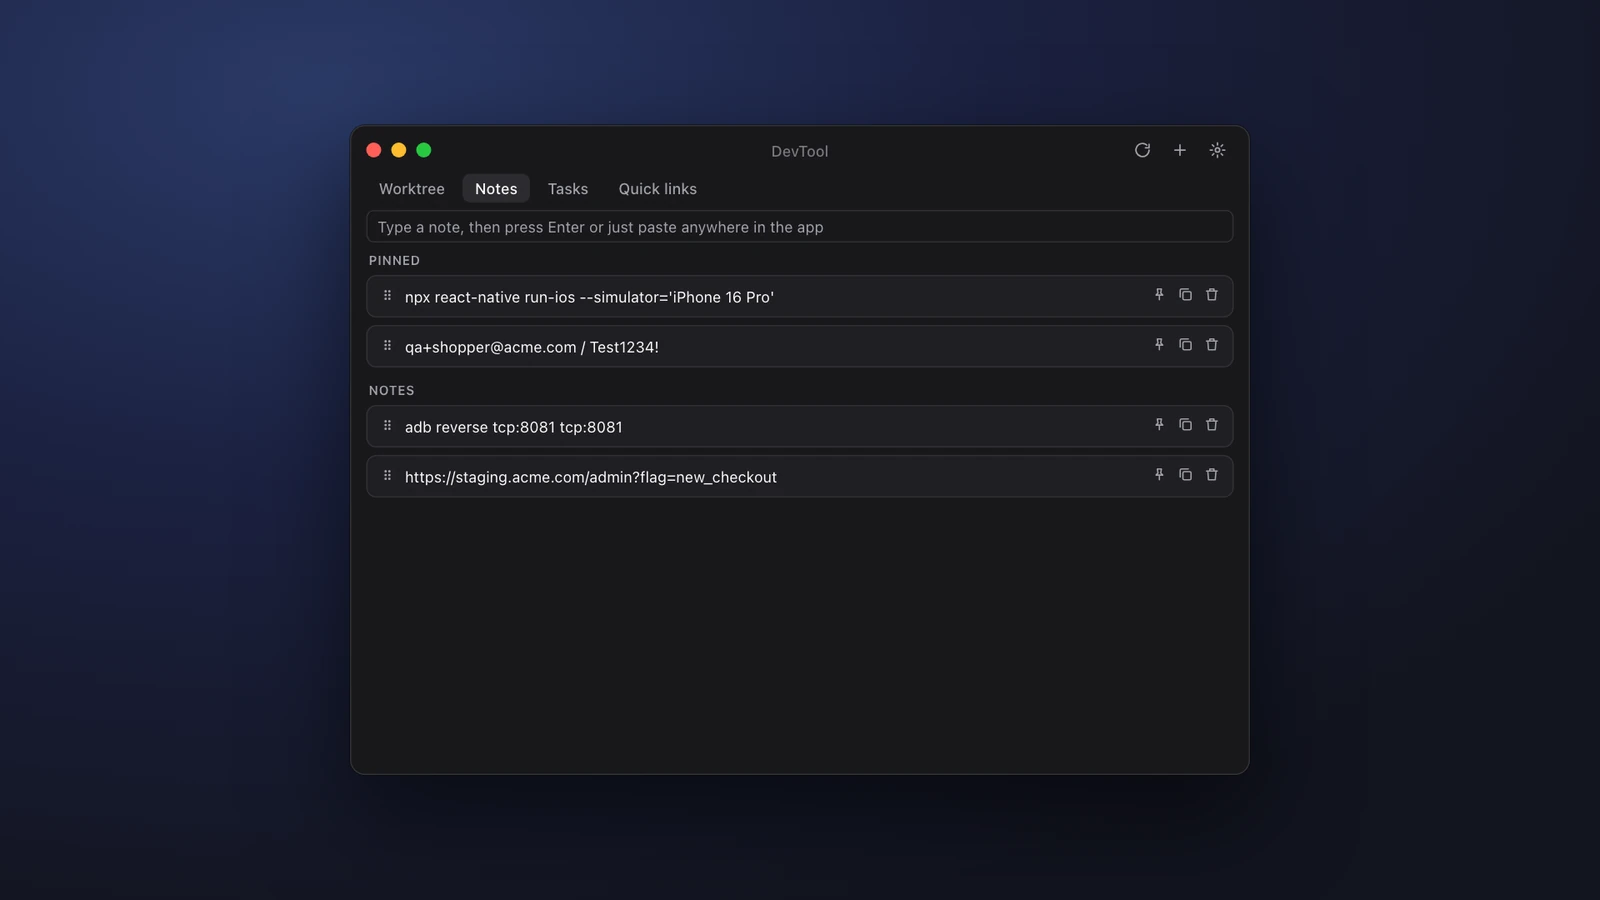 DevTool
Worktree Notes Tasks Quick links
Type a note, then press Enter or just paste anywhere in the app
PINNED
npx react-native run-ios --simulator='iPhone 16 Pro'
qa+shopper@acme.com / Test1234!
NOTES
adb reverse tcp:8081 tcp:8081
https://staging.acme.com/admin?flag=new_checkout